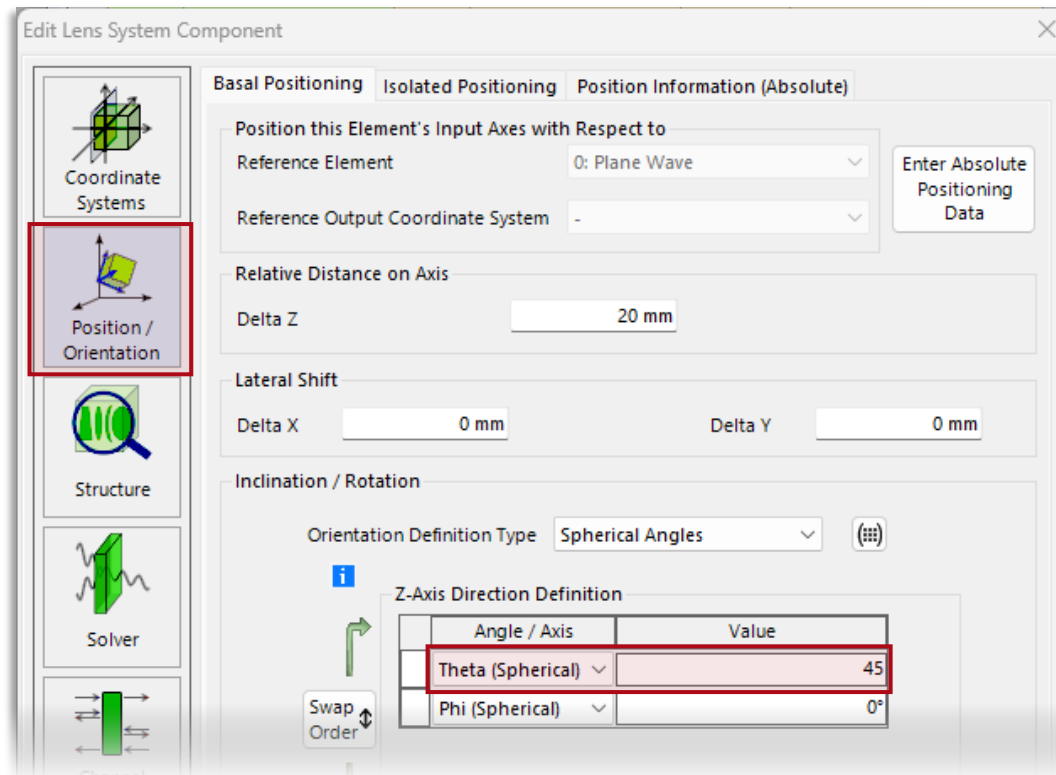 Edit Lens System Component
Coordinate
Systems
Position /
Orientation
Structure
Solver
Channel
Basal Positioning
Isolated Positioning
Position Information (Absolute)
Position this Element's Input Axes with Respect to
Reference Element
0: Plane Wave
Reference Output Coordinate System
-
Enter Absolute
Positioning
Data
Relative Distance on Axis
Delta Z
20 mm
Lateral Shift
Delta X
0 mm
Delta Y
0 mm
Inclination / Rotation
Orientation Definition Type
Spherical Angles
Z-Axis Direction Definition
Angle / Axis
Value
Theta (Spherical)
45
Phi (Spherical)
0°
Swap
Order